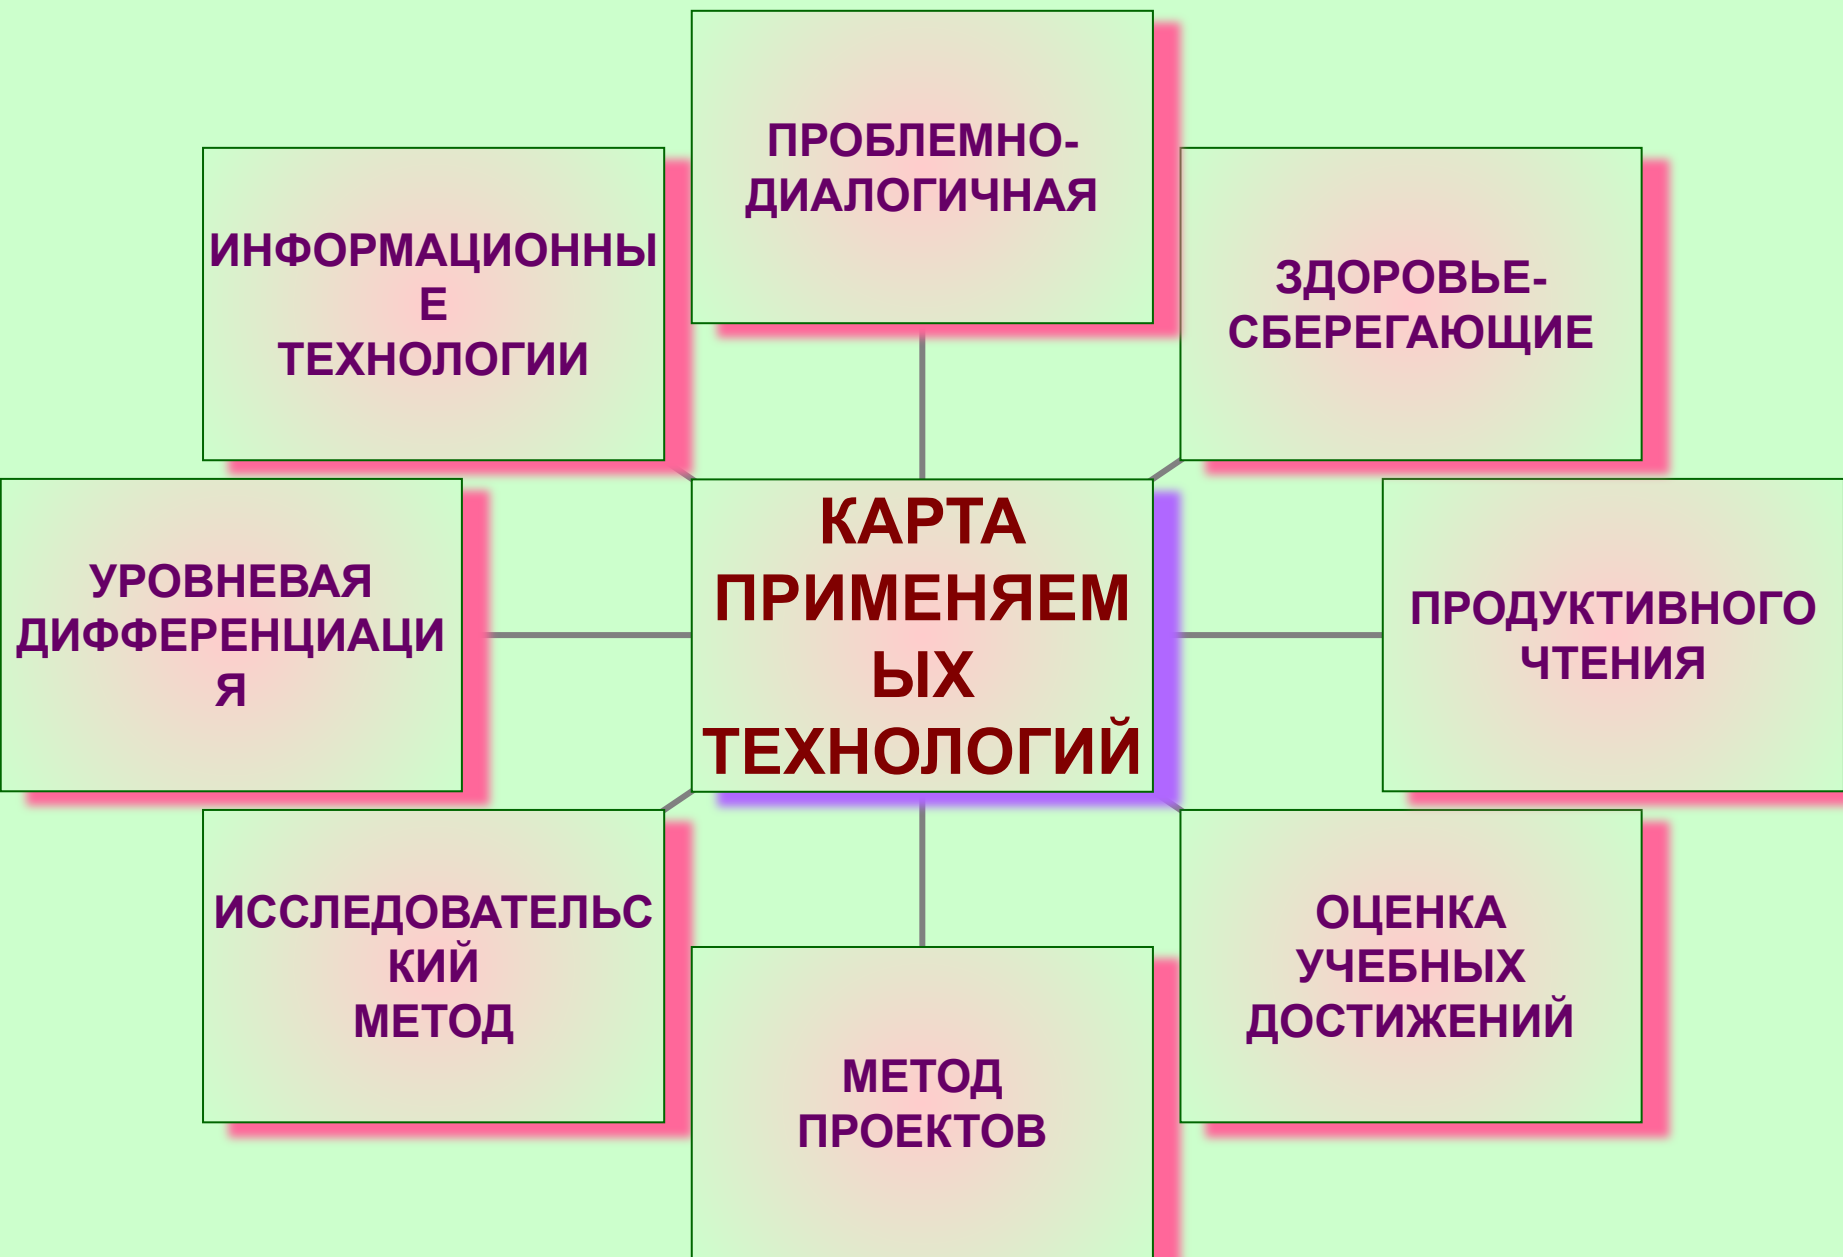 ПРОБЛЕМНО-
ДИАЛОГИЧНАЯ
ИНФОРМАЦИОННЫ
Е
ТЕХНОЛОГИИ
ЗДОРОВЬЕ-
СБЕРЕГАЮЩИЕ
УРОВНЕВАЯ
ДИФФЕРЕНЦИАЦИ
Я
КАРТА
ПРИМЕНЯЕМ
ЫХ
ТЕХНОЛОГИЙ
ПРОДУКТИВНОГО
ЧТЕНИЯ
ИССЛЕДОВАТЕЛЬС
КИЙ
МЕТОД
МЕТОД
ПРОЕКТОВ
ОЦЕНКА
УЧЕБНЫХ
ДОСТИЖЕНИЙ